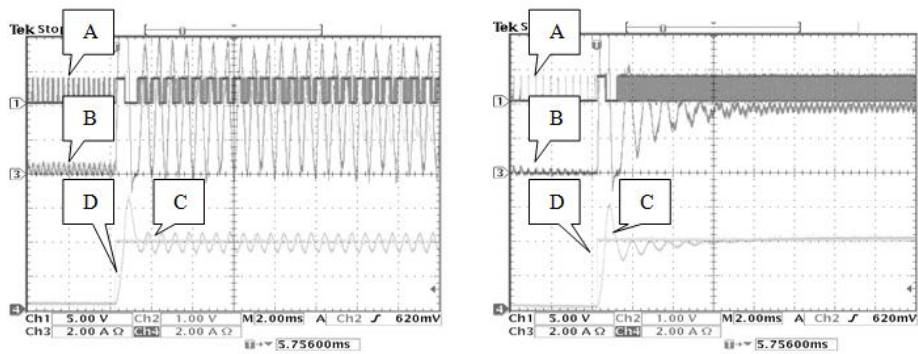 Tek Stop
A
1
B
3
D
C
4
Ch1 5.00 V Ch2 1.00 V M 2.00ms A Ch2 620mV
Ch3 2.00 A Ω Ch4 2.00 A Ω
5.75600ms
Tek S
A
1
B
3
D
C
4
Ch1 5.00 V Ch2 1.00 V M 2.00ms A Ch2 620mV
Ch3 2.00 A Ω Ch4 2.00 A Ω
5.75600ms